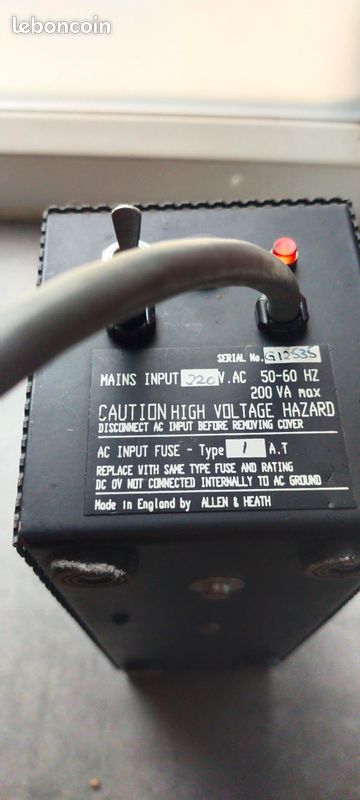 leboncoin
SERIAL No. G12535
MAINS INPUT 220 V.AC 50-60 HZ
200 VA max
CAUTION HIGH VOLTAGE HAZARD
DISCONNECT AC INPUT BEFORE REMOVING COVER
AC INPUT FUSE - Type 1 A.T
REPLACE WITH SAME TYPE FUSE AND RATING
DC 0V NOT CONNECTED INTERNALLY TO AC GROUND
Made in England by ALLEN & HEATH